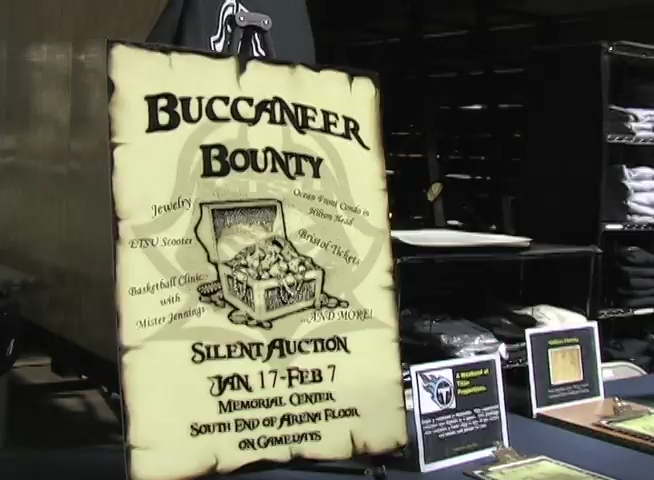 BUCCANEER
BOUNTY
Jewelry
Ocean Front Condo in
Hilton Head
ETSU Scooter
Bristol Tickets
Basketball Clinic
with
Mister Jennings
...AND MORE!
SILENT AUCTION
JAN. 17-FEB 7
MEMORIAL CENTER
SOUTH END OF ARENA FLOOR
ON GAMEDAYS
A Weekend of
Titan
Proportions.